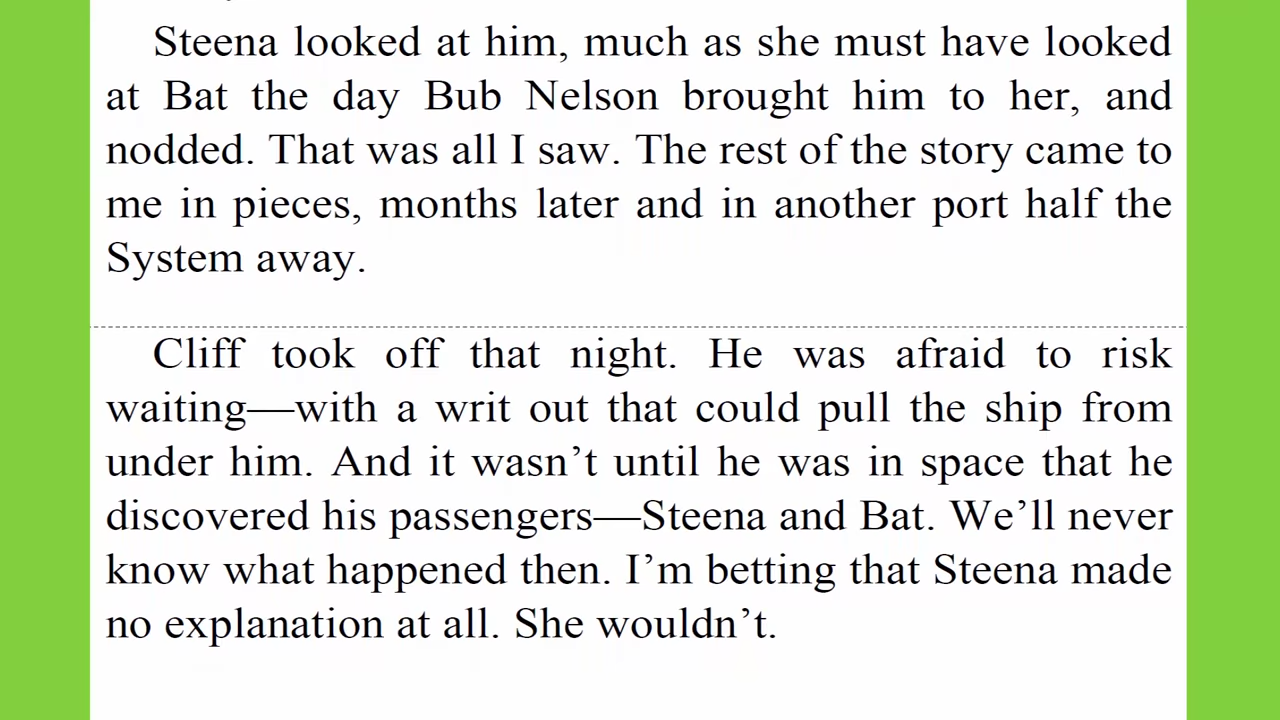 Steena looked at him, much as she must have looked
at Bat the day Bub Nelson brought him to her, and
nodded. That was all I saw. The rest of the story came to
me in pieces, months later and in another port half the
System away.
Cliff took off that night. He was afraid to risk
waiting—with a writ out that could pull the ship from
under him. And it wasn’t until he was in space that he
discovered his passengers—Steena and Bat. We’ll never
know what happened then. I’m betting that Steena made
no explanation at all. She wouldn’t.